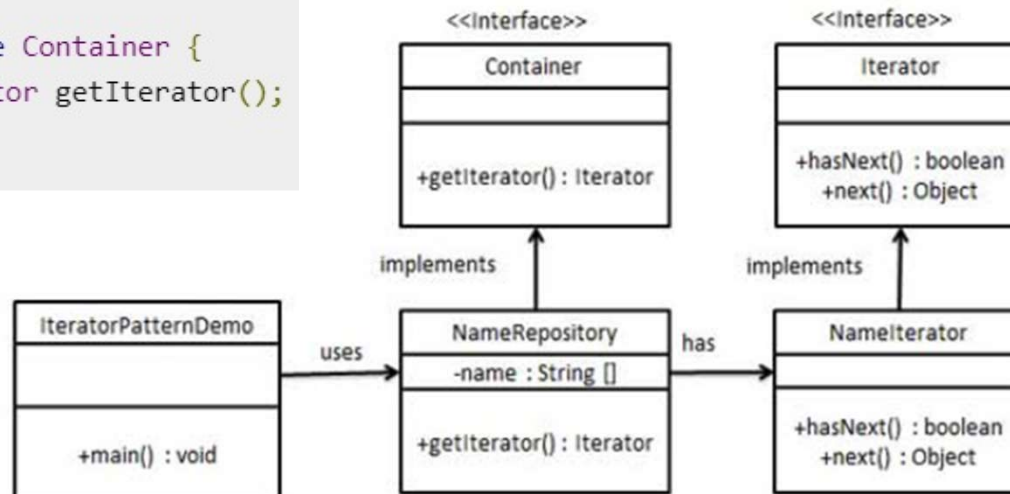 e Container {
tor getIterator();
<<Interface>>
Container
+getIterator() : Iterator
<<Interface>>
Iterator
+hasNext() : boolean
+next() : Object
implements
implements
IteratorPatternDemo
+main() : void
uses
NameRepository
-name : String []
+getIterator() : Iterator
has
NameIterator
+hasNext() : boolean
+next() : Object